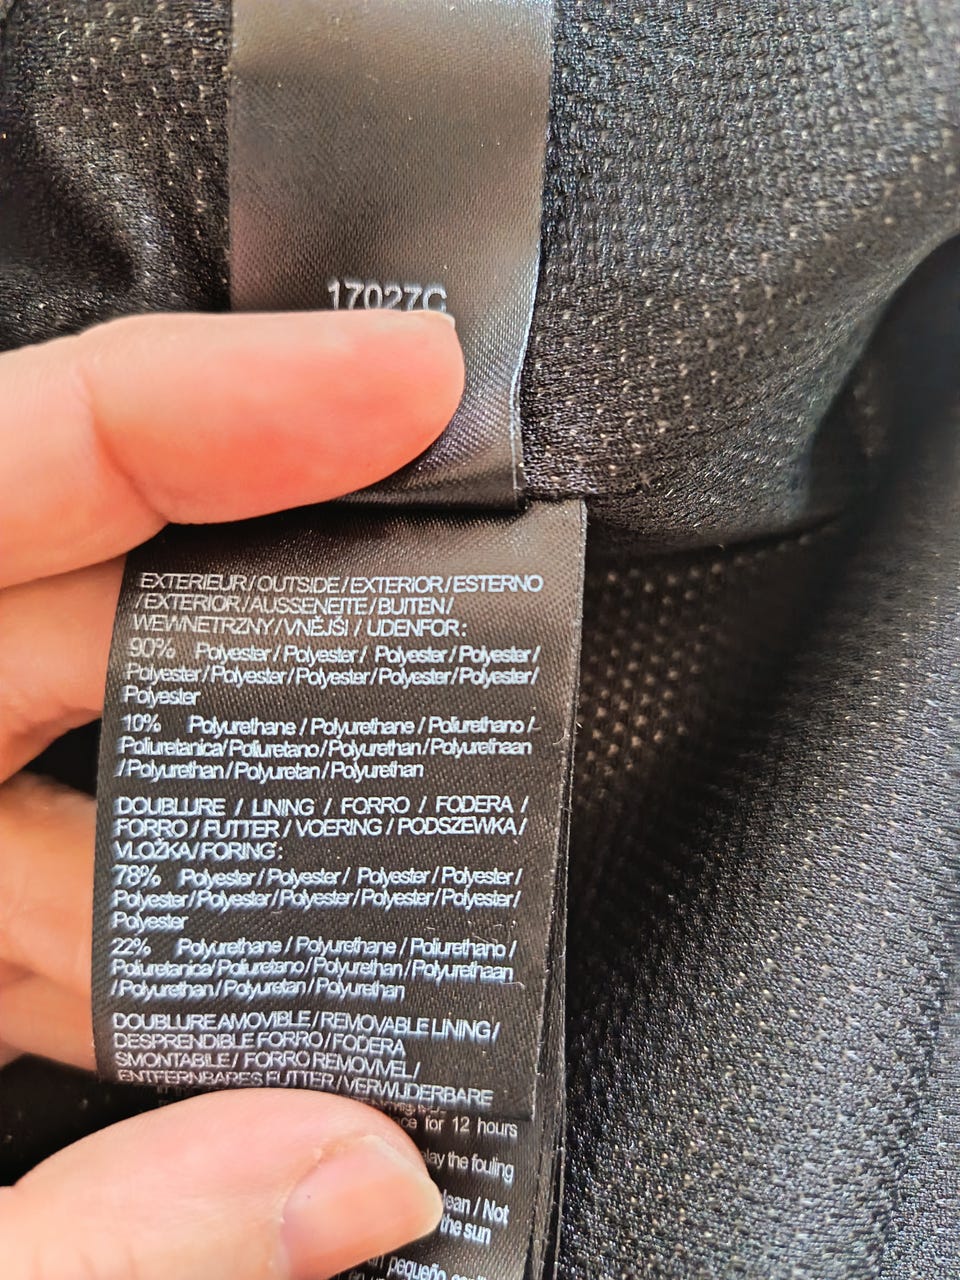 17027C
EXTERIEUR / OUTSIDE / EXTERIOR / ESTERNO
/ EXTERIOR / AUSSENEITE / BUITEN /
WEWNETRZNY / VNĚJŠI / UDENFOR :
90% Polyester / Polyester / Polyester / Polyester /
Polyester / Polyester / Polyester / Polyester / Polyester /
Polyester
10% Polyurethane / Polyurethane / Poliurethano /
Poliuretanica / Poliuretano / Polyurethan / Polyurethaan
/ Polyurethan / Polyuretan / Polyurethan
DOUBLURE / LINING / FORRO / FODERA /
FORRO / FUTTER / VOERING / PODSZEWKA /
VLOŽKA / FORING :
78% Polyester / Polyester / Polyester / Polyester /
Polyester / Polyester / Polyester / Polyester / Polyester /
Polyester
22% Polyurethane / Polyurethane / Poliurethano /
Poliuretanica / Poliuretano / Polyurethan / Polyurethaan
/ Polyurethan / Polyuretan / Polyurethan
DOUBLURE AMOVIBLE / REMOVABLE LINING /
DESPRENDIBLE FORRO / FODERA
SMONTABILE / FORRO REMOVIVEL /
ENTFERNBARES FUTTER / VERWIJDERBARE
for 12 hours
the fouling
/ Not
the sun
pequeño